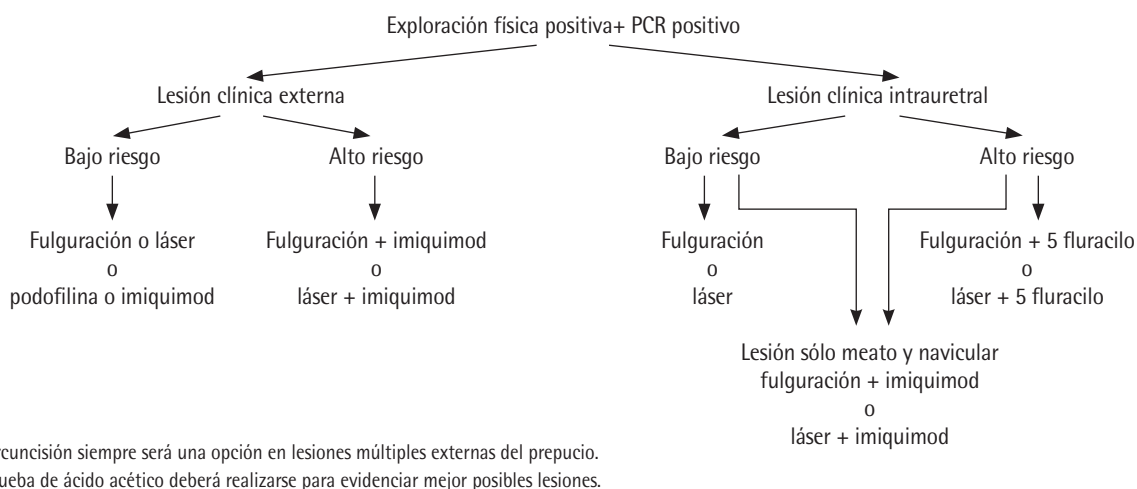 Exploración física positiva+ PCR positivo
Lesión clínica externa
Lesión clínica intrauretral
Bajo riesgo
Alto riesgo
Bajo riesgo
Alto riesgo
Fulguración o láser
o
podofilina o imiquimod
Fulguración + imiquimod
o
láser + imiquimod
Fulguración
o
láser
Fulguración + 5 fluracilo
o
láser + 5 fluracilo
Lesión sólo meato y navicular
fulguración + imiquimod
o
láser + imiquimod
siempre será una opción en lesiones múltiples externas del prepucio.
de ácido acético deberá realizarse para evidenciar mejor posibles lesiones.